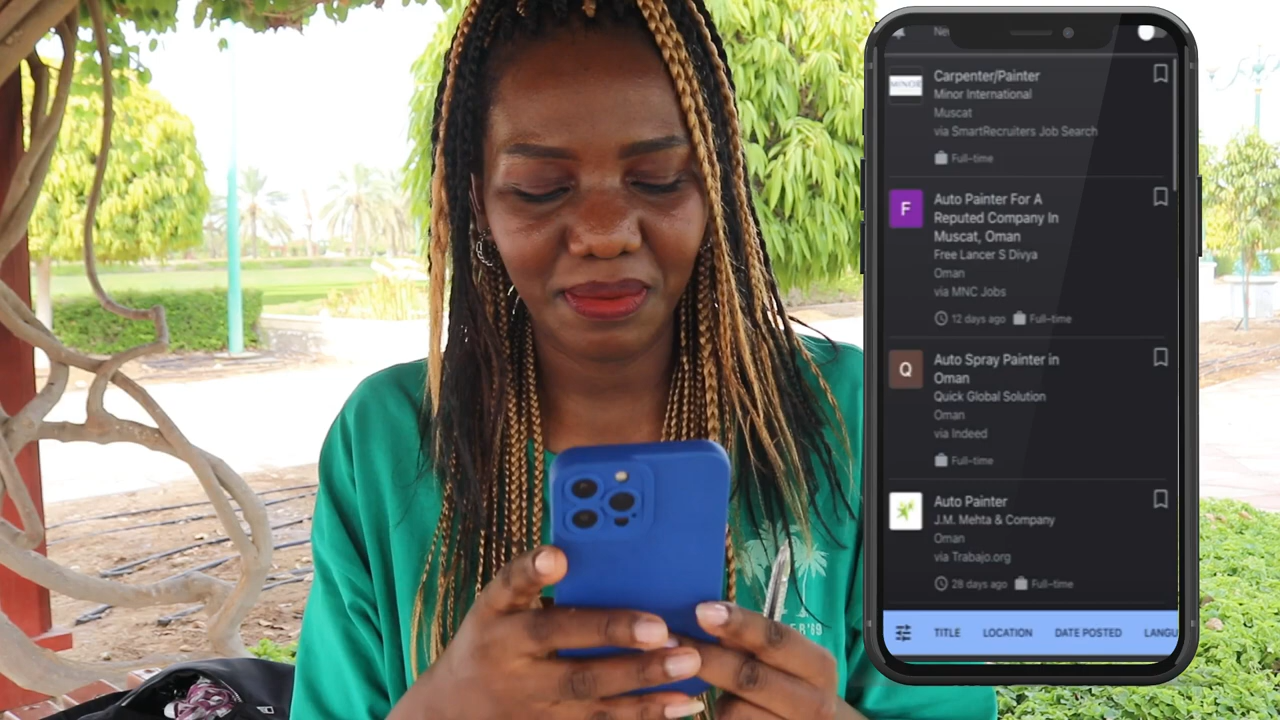 Carpenter/Painter
MINOR
Minor International
Muscat
via SmartRecruiters Job Search
Full-time
F
Auto Painter For A
Reputed Company In
Muscat, Oman
Free Lancer S Divya
Oman
via MNC Jobs
12 days ago Full-time
Q
Auto Spray Painter in
Oman
Quick Global Solution
Oman
via Indeed
Full-time
Auto Painter
J.M. Mehta & Company
Oman
via Trabajo.org
28 days ago Full-time
TITLE LOCATION DATE POSTED LANGU